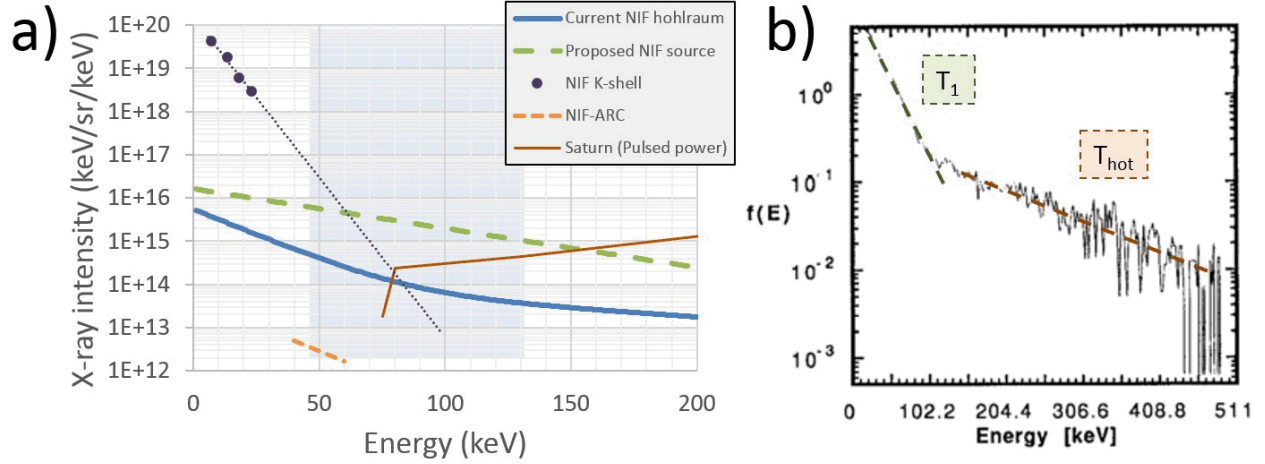 a)
X-ray intensity (keV/sr/keV)
1E+20
1E+19
1E+18
1E+17
1E+16
1E+15
1E+14
1E+13
1E+12
0
50
100
150
200
Energy (keV)
Current NIF hohlraum
Proposed NIF source
NIF K-shell
NIF-ARC
Saturn (Pulsed power)
b)
f(E)
10⁰
10⁻¹
10⁻²
10⁻³
T₁
T_hot
0
102.2
204.4
306.6
408.8
511
Energy [keV]